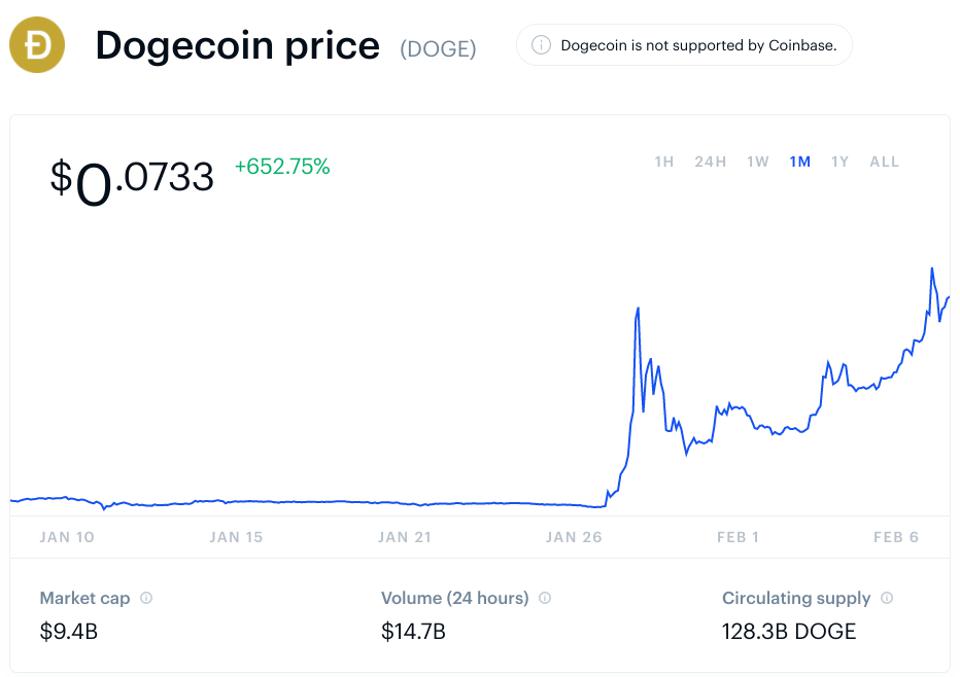 Dogecoin price (DOGE) Dogecoin is not supported by Coinbase.
$0.0733 +652.75% 1H 24H 1W 1M 1Y ALL
JAN 10 JAN 15 JAN 21 JAN 26 FEB 1 FEB 6
Market cap Volume (24 hours) Circulating supply
$9.4B $14.7B 128.3B DOGE